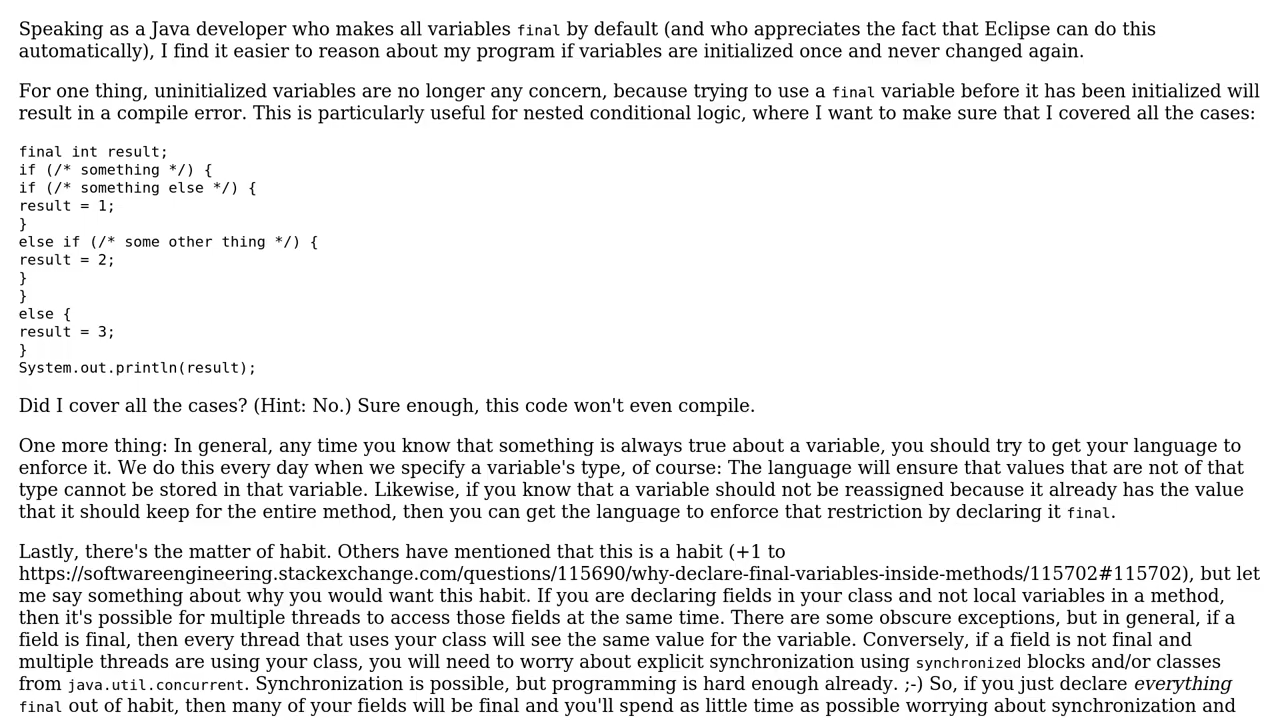 Speaking as a Java developer who makes all variables final by default (and who appreciates the fact that Eclipse can do this
automatically), I find it easier to reason about my program if variables are initialized once and never changed again.
For one thing, uninitialized variables are no longer any concern, because trying to use a final variable before it has been initialized will
result in a compile error. This is particularly useful for nested conditional logic, where I want to make sure that I covered all the cases:
final int result;
if (/* something */) {
if (/* something else */) {
result = 1;
}
else if (/* some other thing */) {
result = 2;
}
}
else {
result = 3;
}
System.out.println(result);
Did I cover all the cases? (Hint: No.) Sure enough, this code won't even compile.
One more thing: In general, any time you know that something is always true about a variable, you should try to get your language to
enforce it. We do this every day when we specify a variable's type, of course: The language will ensure that values that are not of that
type cannot be stored in that variable. Likewise, if you know that a variable should not be reassigned because it already has the value
that it should keep for the entire method, then you can get the language to enforce that restriction by declaring it final.
Lastly, there's the matter of habit. Others have mentioned that this is a habit (+1 to
https://softwareengineering.stackexchange.com/questions/115690/why-declare-final-variables-inside-methods/115702#115702), but let
me say something about why you would want this habit. If you are declaring fields in your class and not local variables in a method,
then it's possible for multiple threads to access those fields at the same time. There are some obscure exceptions, but in general, if a
field is final, then every thread that uses your class will see the same value for the variable. Conversely, if a field is not final and
multiple threads are using your class, you will need to worry about explicit synchronization using synchronized blocks and/or classes
from java.util.concurrent. Synchronization is possible, but programming is hard enough already. ;-) So, if you just declare everything
final out of habit, then many of your fields will be final and you'll spend as little time as possible worrying about synchronization and